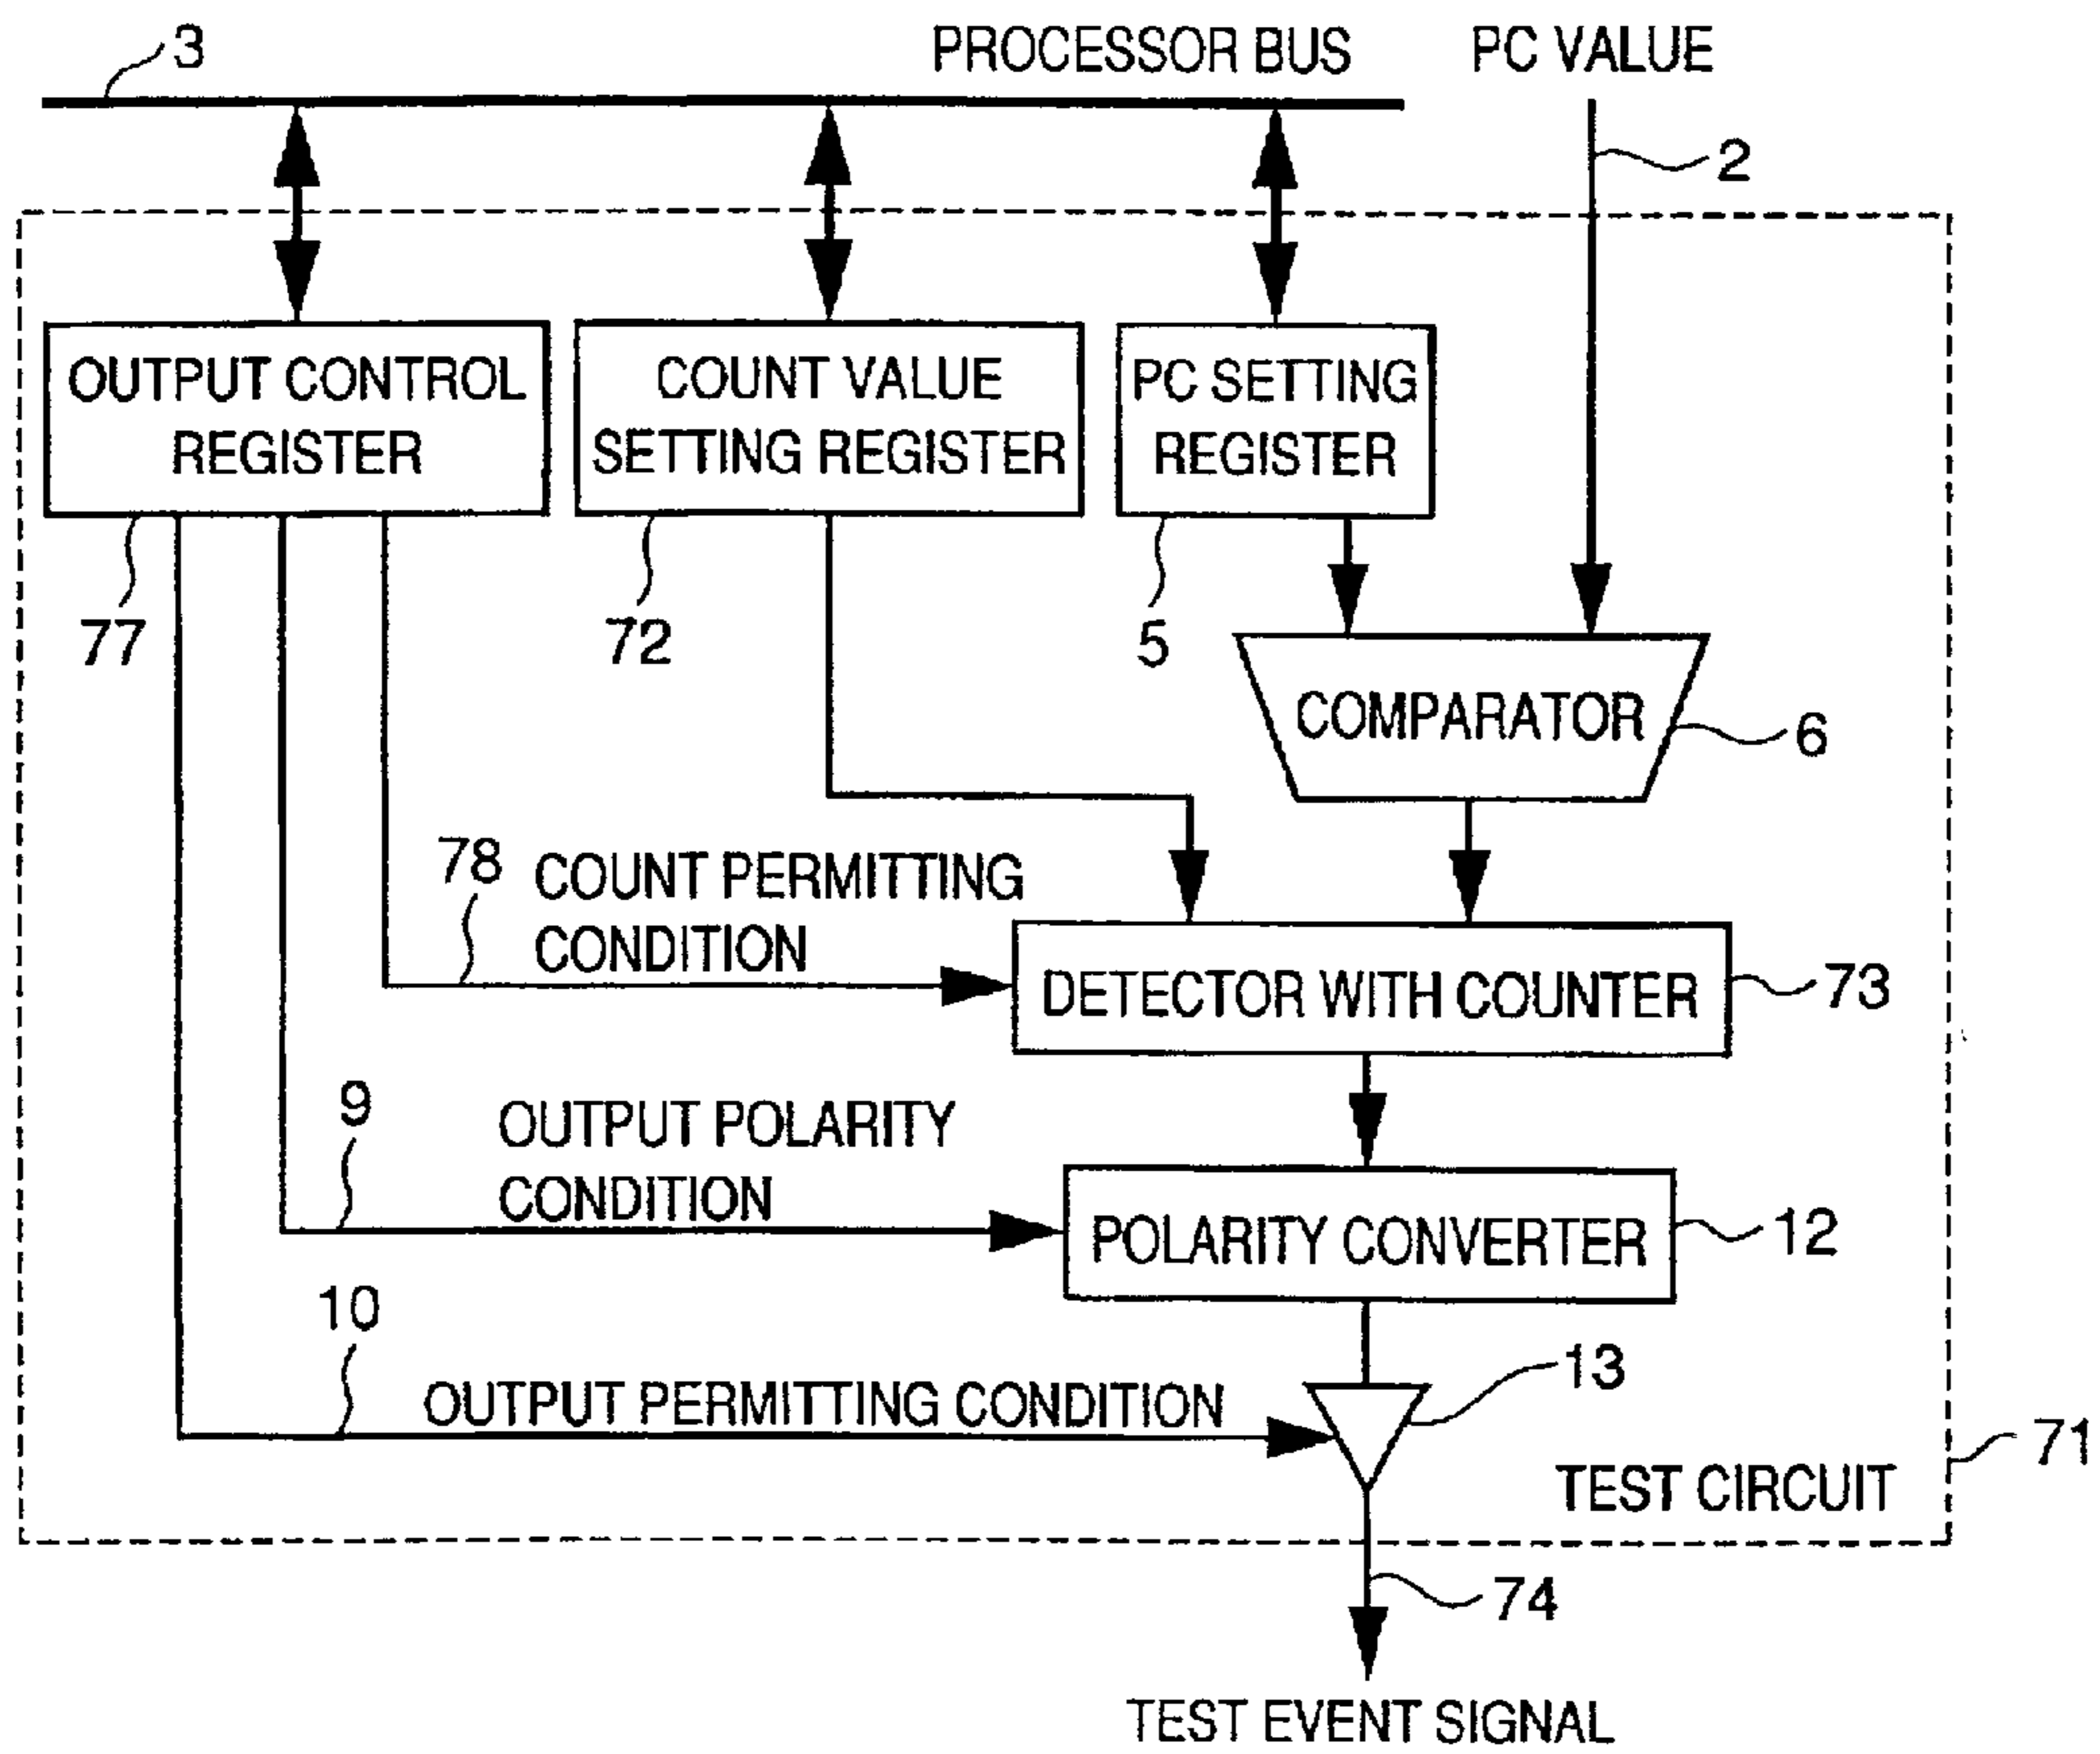 3
PROCESSOR BUS
PC VALUE
2
OUTPUT CONTROL
REGISTER
COUNT VALUE
SETTING REGISTER
PC SETTING
REGISTER
77
72
5
COMPARATOR
6
78
COUNT PERMITTING
CONDITION
DETECTOR WITH COUNTER
73
9
OUTPUT POLARITY
CONDITION
POLARITY CONVERTER
12
10
OUTPUT PERMITTING CONDITION
13
TEST CIRCUIT
71
74
TEST EVENT SIGNAL